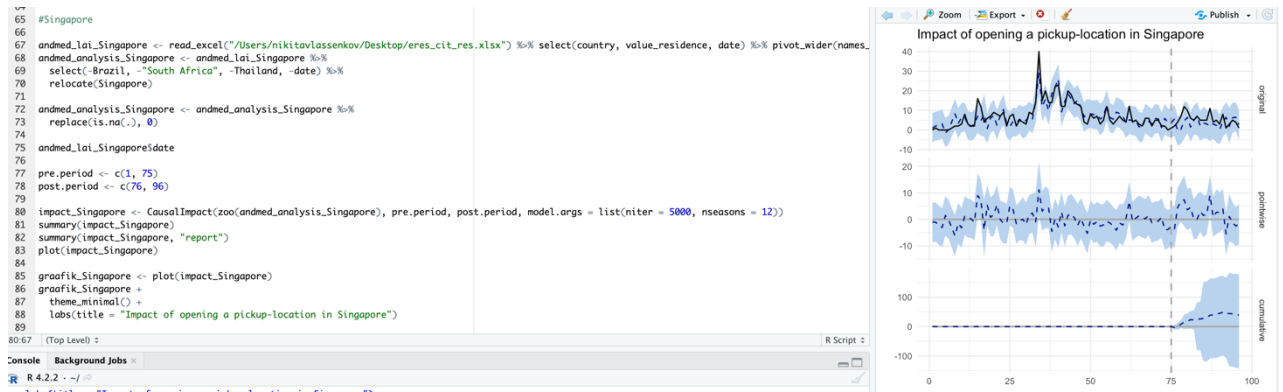 64
65 #Singapore
66
67 andmed_lai_Singapore <- read_excel("/Users/nikitavlassenkov/Desktop/eres_cit_res.xlsx") %>% select(country, value_residence, date) %>% pivot_wider(names_
68 andmed_analysis_Singapore <- andmed_lai_Singapore %>%
69 select(-Brazil, -"South Africa", -Thailand, -date) %>%
70 relocate(Singapore)
71
72 andmed_analysis_Singapore <- andmed_analysis_Singapore %>%
73 replace(is.na(.), 0)
74
75 andmed_lai_Singapore$date
76
77 pre.period <- c(1, 75)
78 post.period <- c(76, 96)
79
80 impact_Singapore <- CausalImpact(zoo(andmed_analysis_Singapore), pre.period, post.period, model.args = list(niter = 5000, nseasons = 12))
81 summary(impact_Singapore)
82 summary(impact_Singapore, "report")
83 plot(impact_Singapore)
84
85 graafik_Singapore <- plot(impact_Singapore)
86 graafik_Singapore +
87 theme_minimal() +
88 labs(title = "Impact of opening a pickup-location in Singapore")
89
80:67 (Top Level) R Script
Console Background Jobs
R 4.2.2 · ~/
Zoom Export Publish
Impact of opening a pickup-location in Singapore
40
30
20
10
0
-10
original
20
10
0
-10
pointwise
100
0
-100
cumulative
0 25 50 75 100